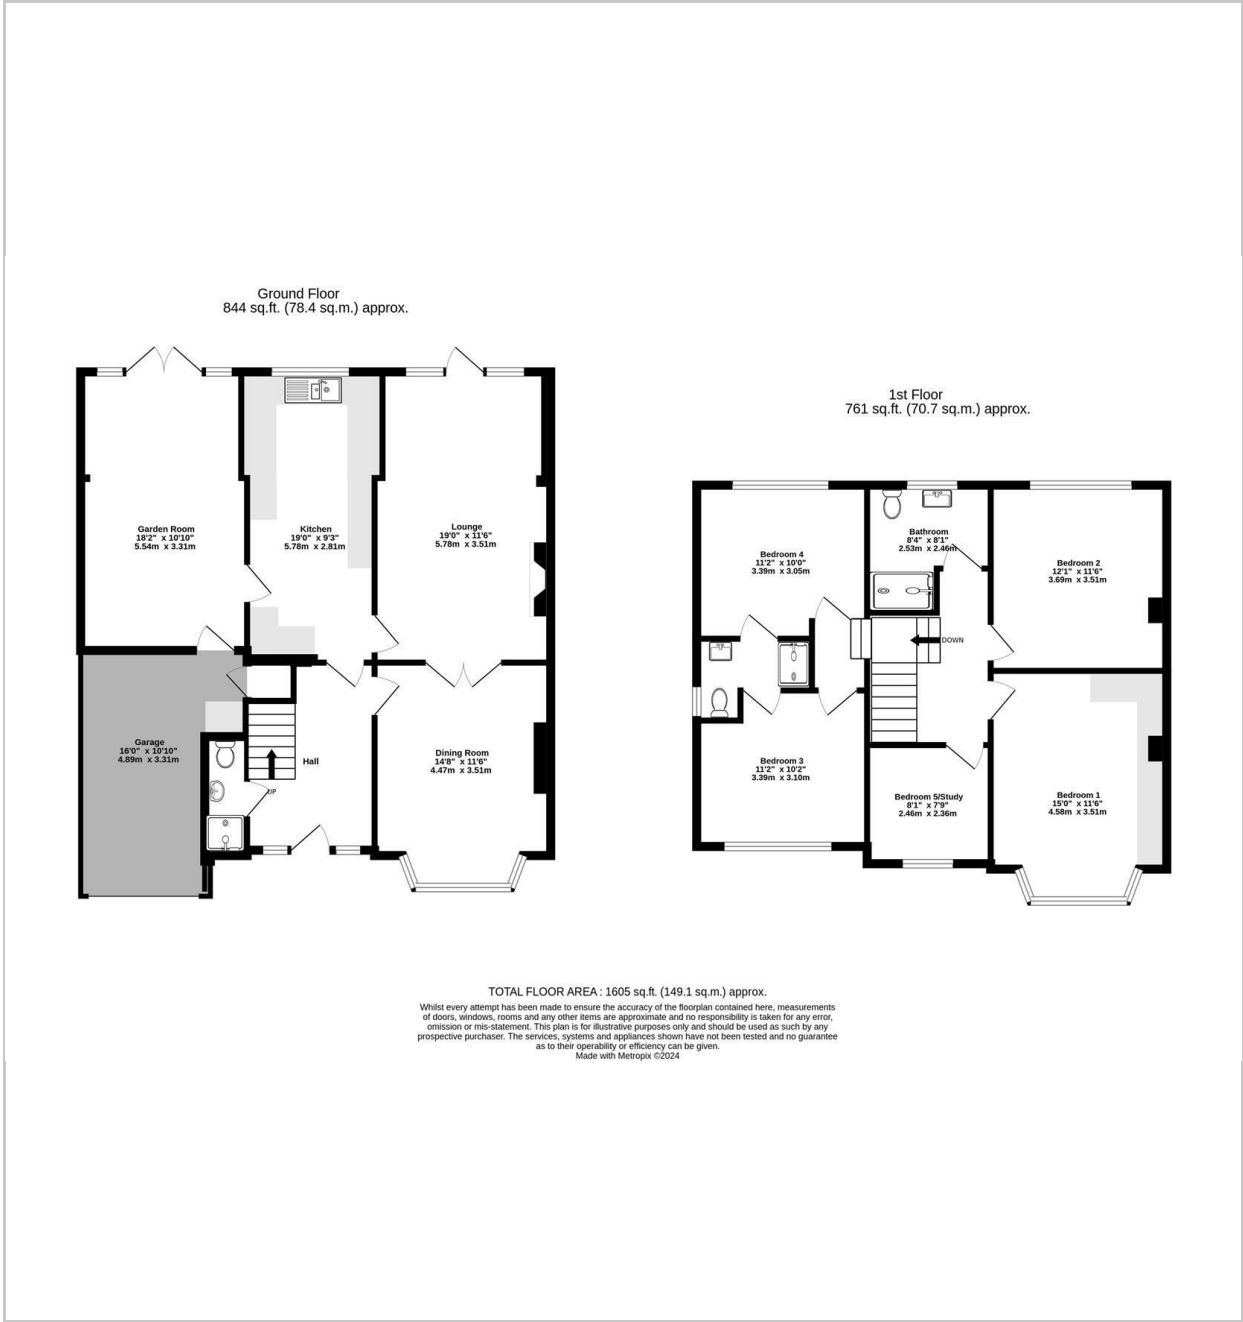 Ground Floor
844 sq.ft. (78.4 sq.m.) approx.
1st Floor
761 sq.ft. (70.7 sq.m.) approx.
Garden Room
18'2" x 10'10"
5.54m x 3.31m
Kitchen
19'0" x 9'3"
5.78m x 2.81m
Lounge
19'0" x 11'6"
5.78m x 3.51m
Garage
16'0" x 10'10"
4.89m x 3.31m
Hall
UP
Dining Room
14'8" x 11'6"
4.47m x 3.51m
Bedroom 4
11'2" x 10'0"
3.39m x 3.05m
Bathroom
8'4" x 8'1"
2.53m x 2.46m
Bedroom 2
12'1" x 11'6"
3.69m x 3.51m
DOWN
Bedroom 3
11'2" x 10'2"
3.39m x 3.10m
Bedroom 5/Study
8'1" x 7'9"
2.46m x 2.36m
Bedroom 1
15'0" x 11'6"
4.58m x 3.51m
TOTAL FLOOR AREA : 1605 sq.ft. (149.1 sq.m.) approx.
Whilst every attempt has been made to ensure the accuracy of the floorplan contained here, measurements
of doors, windows, rooms and any other items are approximate and no responsibility is taken for any error,
omission or mis-statement. This plan is for illustrative purposes only and should be used as such by any
prospective purchaser. The services, systems and appliances shown have not been tested and no guarantee
as to their operability or efficiency can be given.
Made with Metropix ©2024